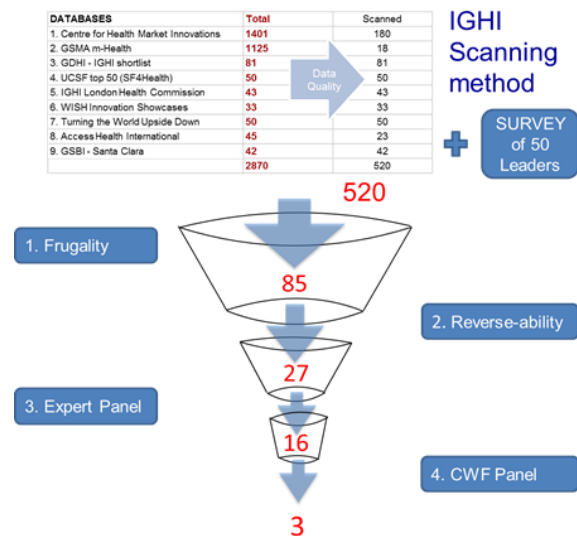 DATABASES Total Scanned
1. Centre for Health Market Innovations 1401 180
2. GSMA m-Health 1125 18
3. GDHI - IGHI shortlist 81 81
4. UCSF top 50 (SF4Health) 50 50
5. IGHI London Health Commission 43 43
6. WISH Innovation Showcases 33 33
7. Turning the World Upside Down 50 50
8. Access Health International 45 23
9. GSBI - Santa Clara 42 42
2870 520
Data
Quality
IGHI
Scanning
method
SURVEY
of 50
Leaders
520
1. Frugality
85
2. Reverse-ability
27
3. Expert Panel
16
4. CWF Panel
3